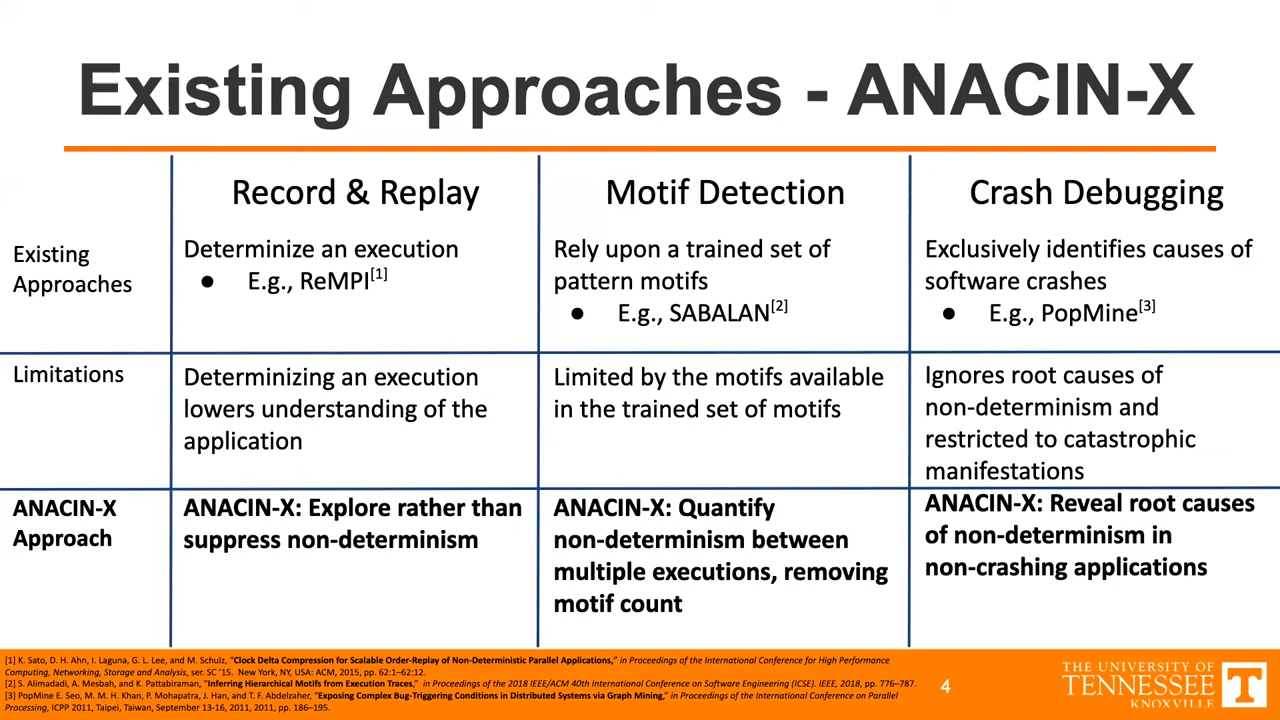 Existing Approaches - ANACIN-X
Record & Replay
Motif Detection
Crash Debugging
Existing
Approaches
Determinize an execution
● E.g., ReMPI[1]
Rely upon a trained set of
pattern motifs
● E.g., SABALAN[2]
Exclusively identifies causes of
software crashes
● E.g., PopMine[3]
Limitations
Determinizing an execution
lowers understanding of the
application
Limited by the motifs available
in the trained set of motifs
Ignores root causes of
non-determinism and
restricted to catastrophic
manifestations
ANACIN-X
Approach
ANACIN-X: Explore rather than
suppress non-determinism
ANACIN-X: Quantify
non-determinism between
multiple executions, removing
motif count
ANACIN-X: Reveal root causes
of non-determinism in
non-crashing applications
[1] K. Sato, D. H. Ahn, I. Laguna, G. L. Lee, and M. Schulz, "Clock Delta Compression for Scalable Order-Replay of Non-Deterministic Parallel Applications," in Proceedings of the International Conference for High Performance
Computing, Networking, Storage and Analysis, ser. SC '15. New York, NY, USA: ACM, 2015, pp. 62:1–62:12.
[2] S. Alimadadi, A. Mesbah, and K. Pattabiraman, "Inferring Hierarchical Motifs from Execution Traces," in Proceedings of the 2018 IEEE/ACM 40th International Conference on Software Engineering (ICSE). IEEE, 2018, pp. 776–787.
[3] PopMine E. Seo, M. M. H. Khan, P. Mohapatra, J. Han, and T. F. Abdelzaher, "Exposing Complex Bug-Triggering Conditions in Distributed Systems via Graph Mining," in Proceedings of the International Conference on Parallel
Processing, ICPP 2011, Taipei, Taiwan, September 13-16, 2011, 2011, pp. 186–195.
4
THE UNIVERSITY OF
TENNESSEE
KNOXVILLE
T